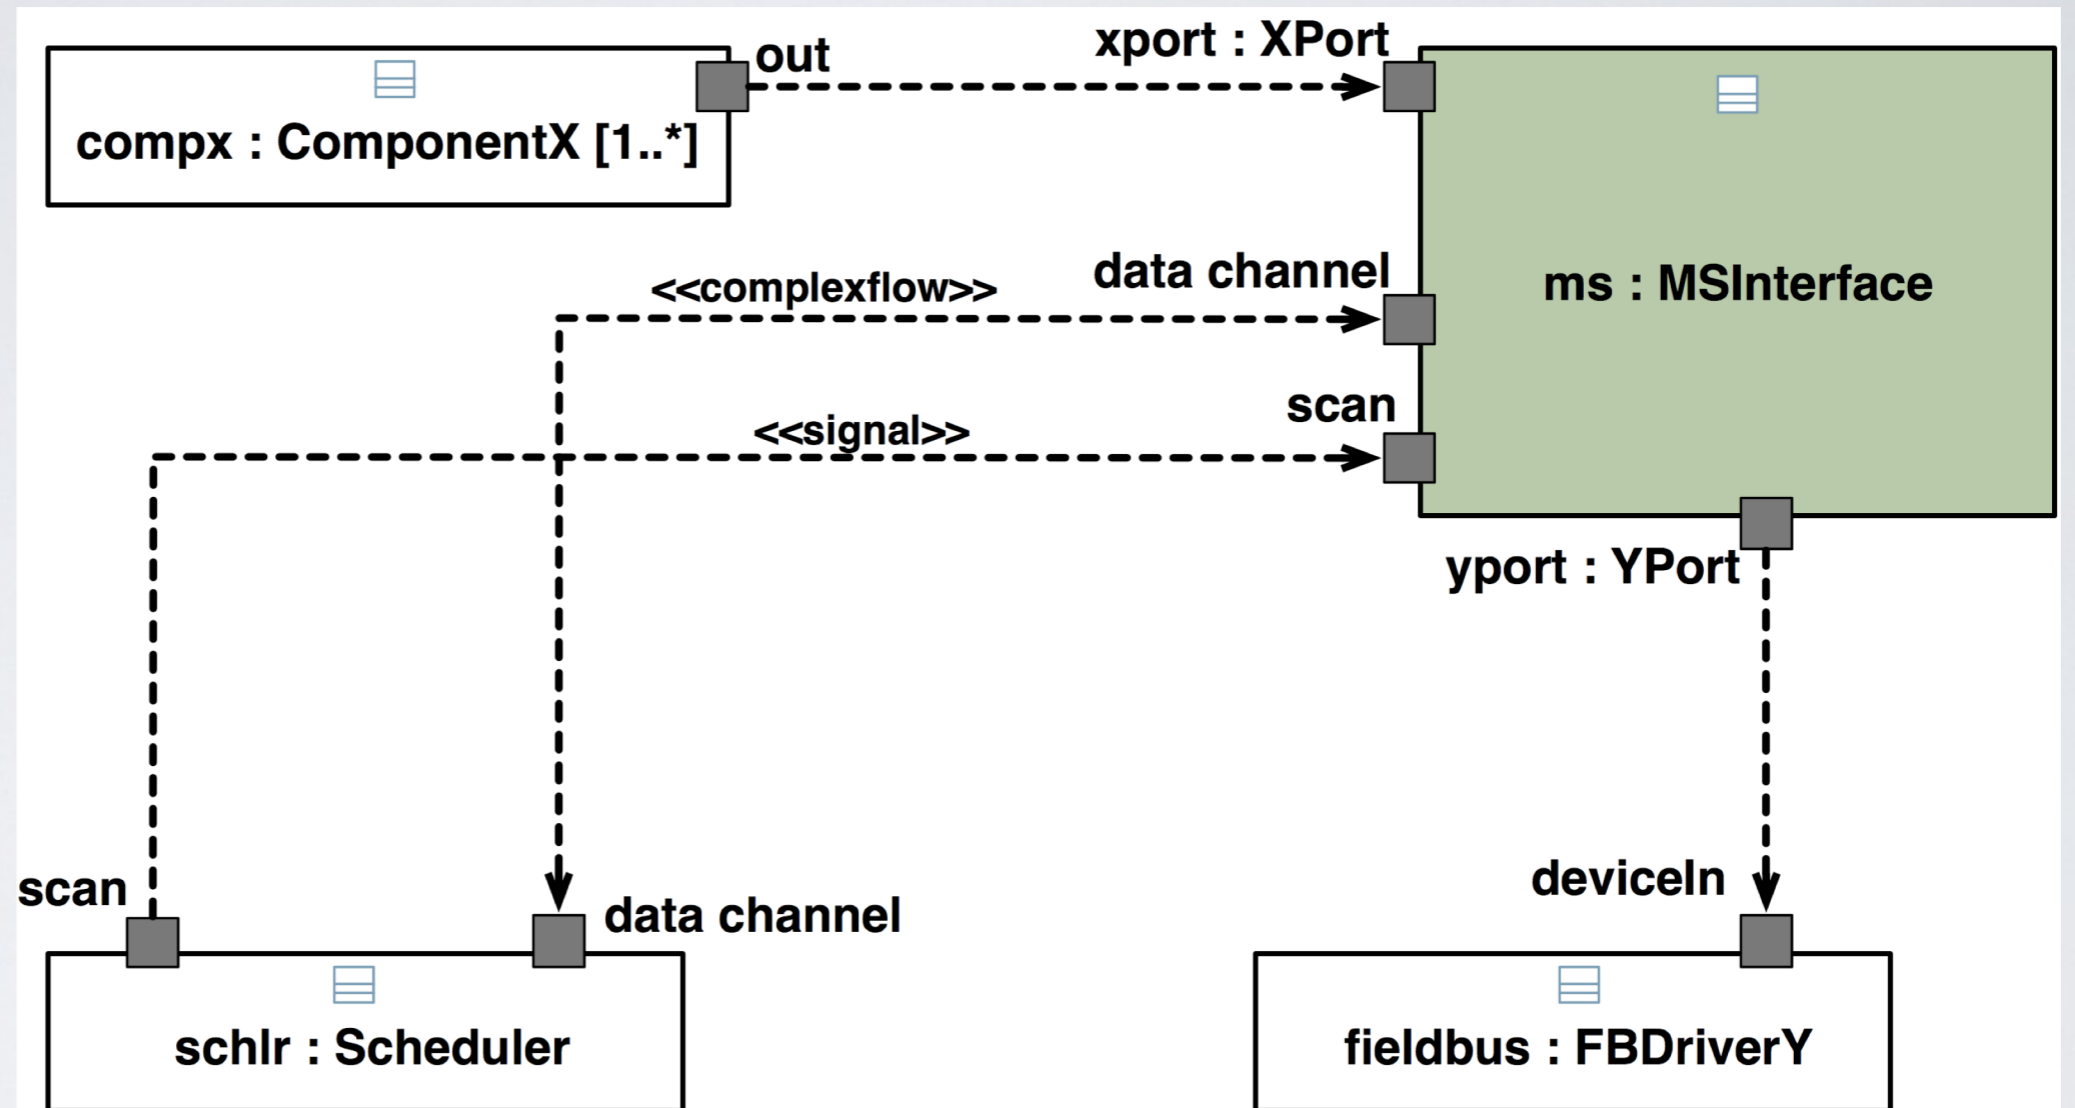 out
xport : XPort
compx : ComponentX [1..*]
<<complexflow>>
data channel
ms : MSInterface
<<signal>>
scan
yport : YPort
scan
data channel
deviceIn
schlr : Scheduler
fieldbus : FBDriverY